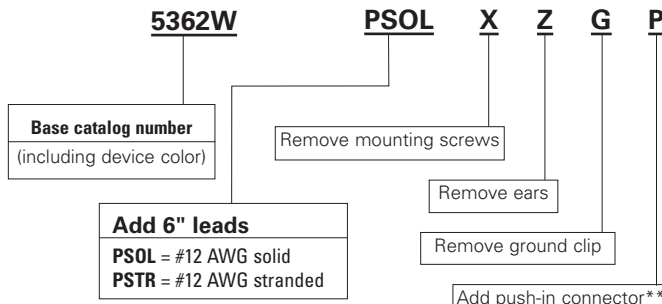 5362W PSOL X Z G P
Base catalog number
(including device color)
Remove mounting screws
Remove ears
Add 6" leads
PSOL = #12 AWG solid
PSTR = #12 AWG stranded
Remove ground clip
Add push-in connector**